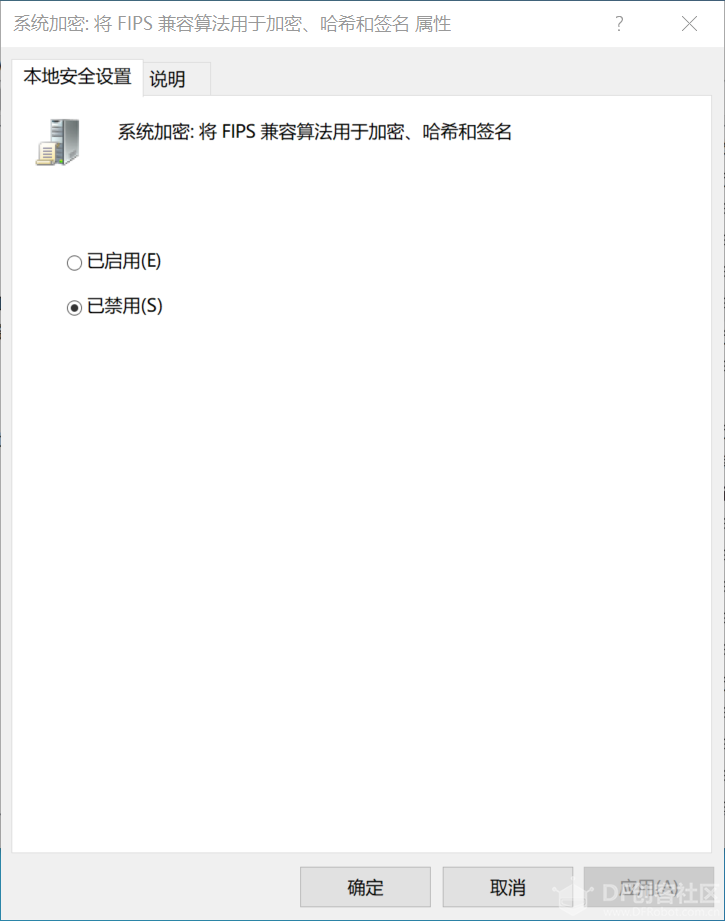 系统加密: 将 FIPS 兼容算法用于加密、哈希和签名 属性
本地安全设置
说明
系统加密: 将 FIPS 兼容算法用于加密、哈希和签名
已启用(E)
已禁用(S)
确定
取消
应用(A)
DF创客社区